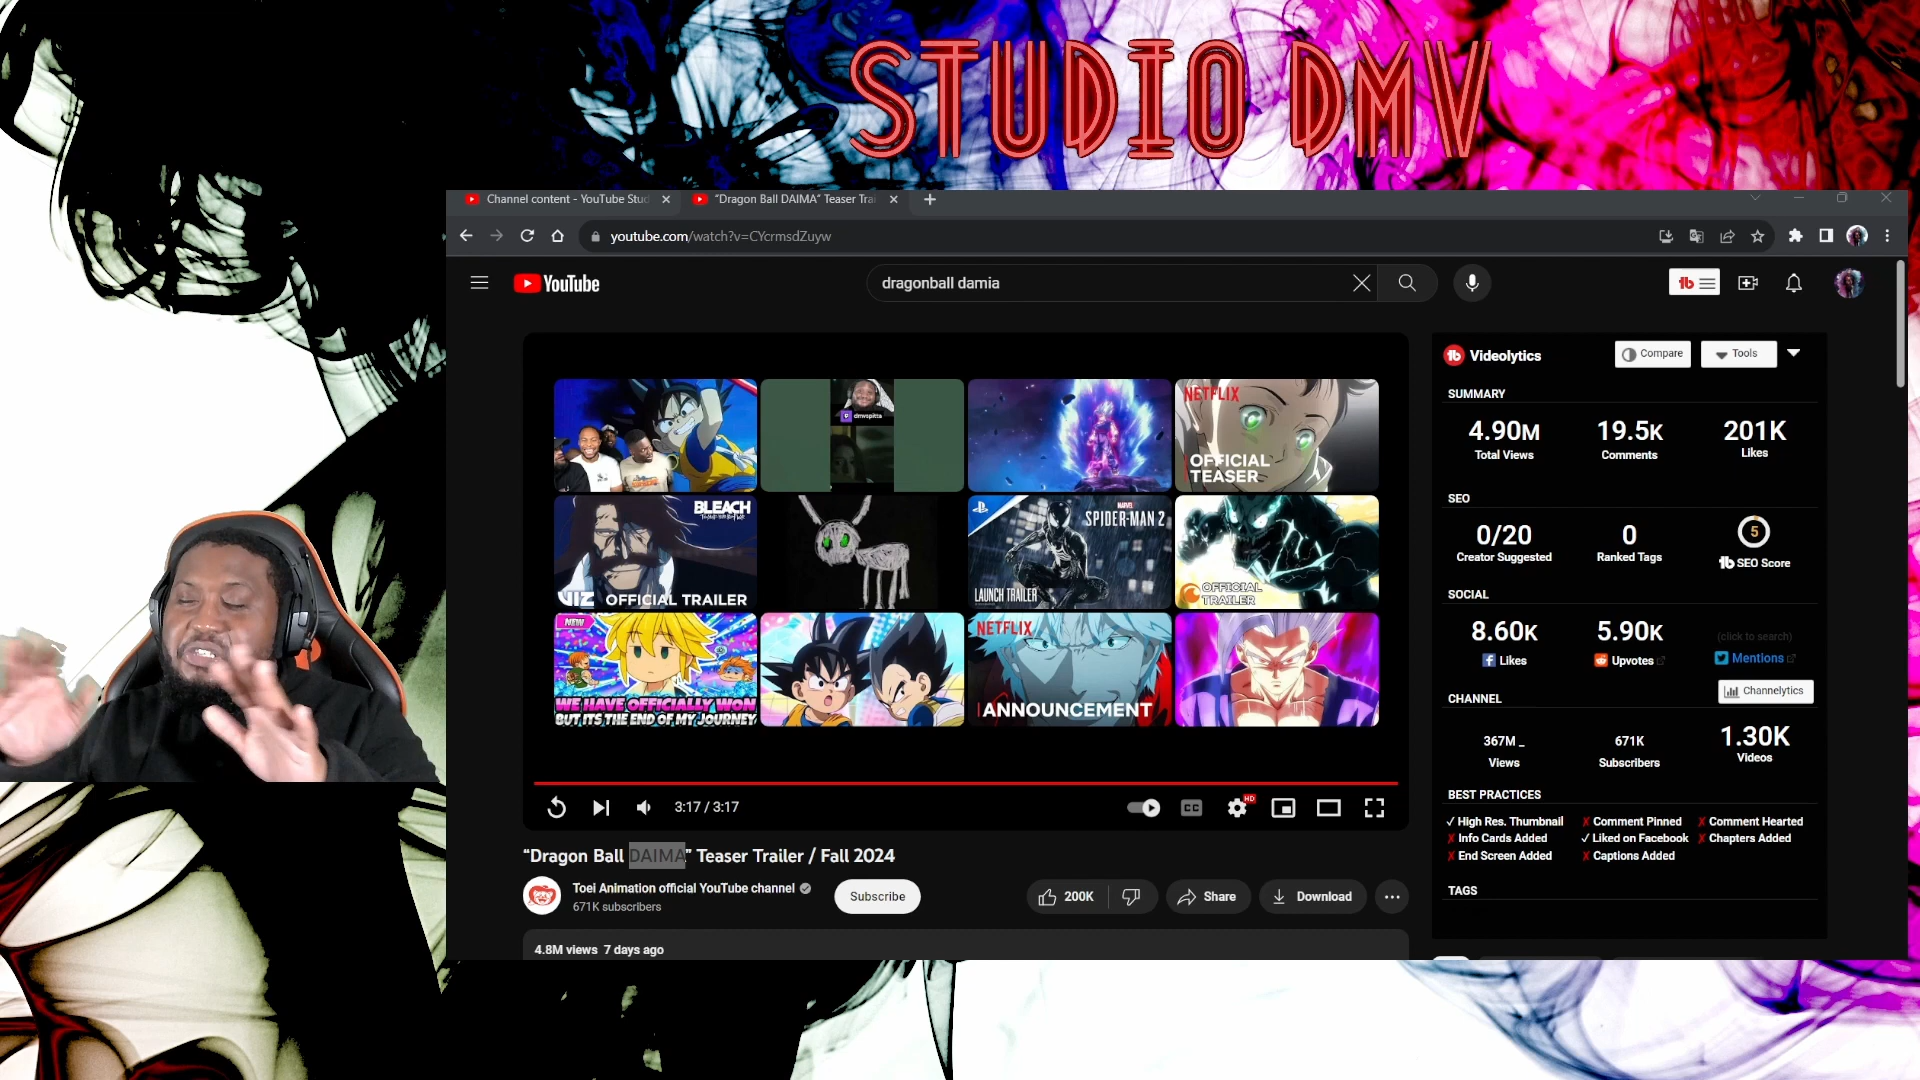 STUDIO DMV
Channel content - YouTube Stud
"Dragon Ball DAIMA" Teaser Trai
youtube.com/watch?v=CYcrmsdZuyw
YouTube
dragonball damia
dmvspitta
NETFLIX
OFFICIAL
TEASER
BLEACH
VIZ OFFICIAL TRAILER
MARVEL
SPIDER-MAN 2
LAUNCH TRAILER
OFFICIAL
TRAILER
NEW
WE HAVE OFFICIALLY WON
BUT ITS THE END OF MY JOURNEY
NETFLIX
ANNOUNCEMENT
3:17 / 3:17
CC
HD
"Dragon Ball DAIMA" Teaser Trailer / Fall 2024
Toei Animation official YouTube channel
671K subscribers
Subscribe
200K
Share
Download
4.8M views 7 days ago
Videolytics
Compare
Tools
SUMMARY
4.90M 19.5K 201K
Total Views Comments Likes
SEO
0/20 0 5
Creator Suggested Ranked Tags SEO Score
SOCIAL
8.60K 5.90K (click to search)
Likes Upvotes Mentions
Channelytics
CHANNEL
367M _ 671K 1.30K
Views Subscribers Videos
BEST PRACTICES
✓ High Res. Thumbnail ✗ Comment Pinned ✗ Comment Hearted
✗ Info Cards Added ✓ Liked on Facebook ✗ Chapters Added
✗ End Screen Added ✗ Captions Added
TAGS